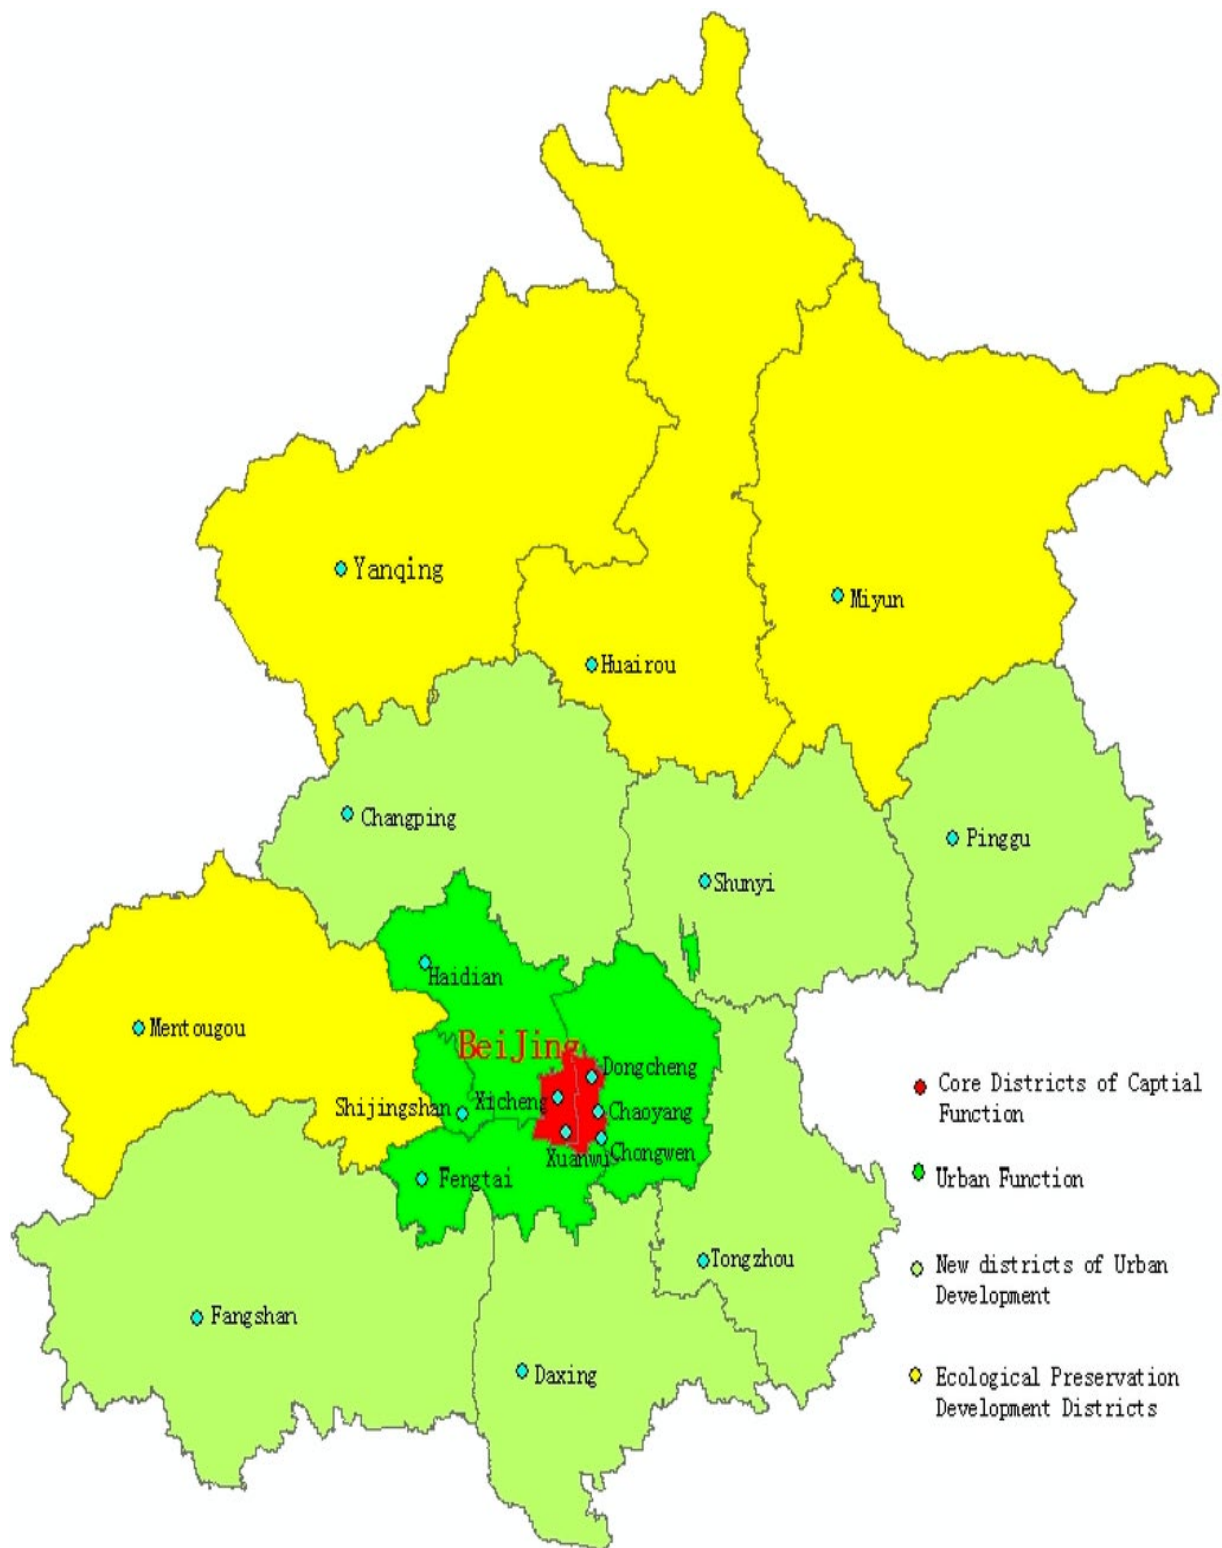 Yanqing
Miyun
Huairou
Changping
Pinggu
Shunyi
Haidian
Mentougou
BeiJing
Dongcheng
Xicheng
Shijingshan
Chaoyang
Xuanwu
Chongwen
Fengtai
Tongzhou
Fangshan
Daxing
Core Districts of Captial
Function
Urban Function
New districts of Urban
Development
Ecological Preservation
Development Districts